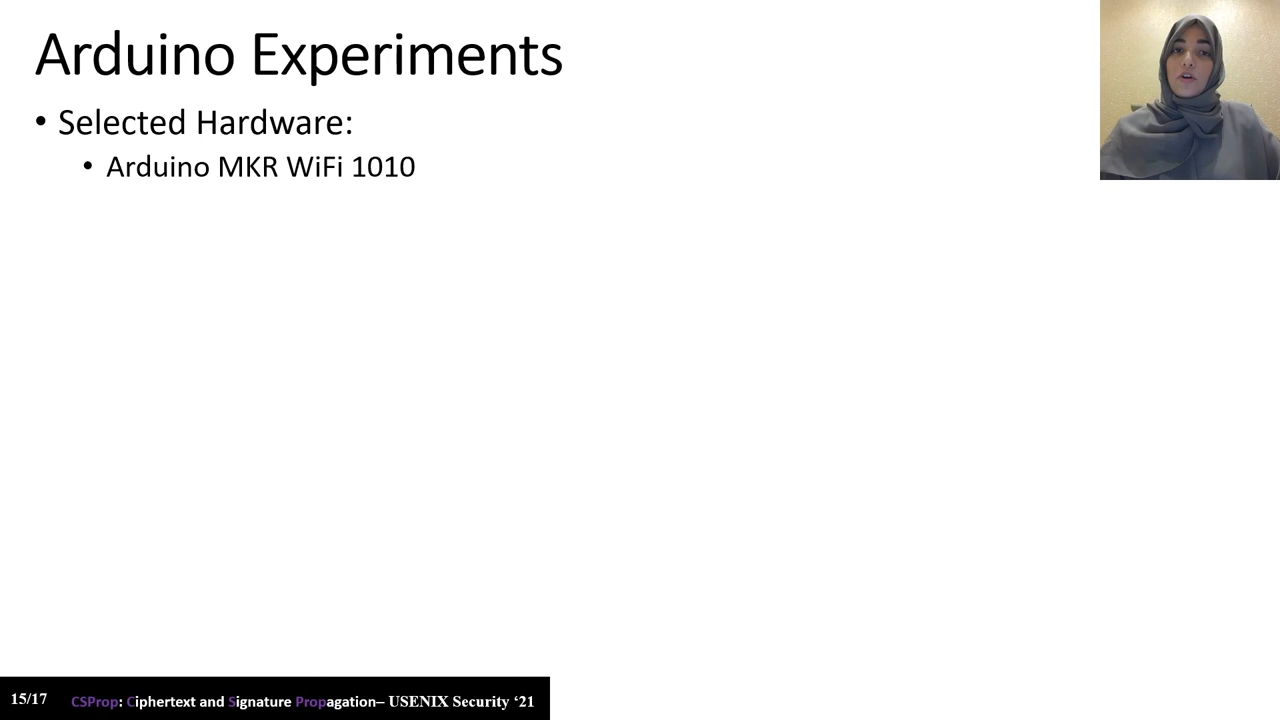 Arduino Experiments
• Selected Hardware:
• Arduino MKR WiFi 1010
15/17 CSProp: Ciphertext and Signature Propagation– USENIX Security ‘21